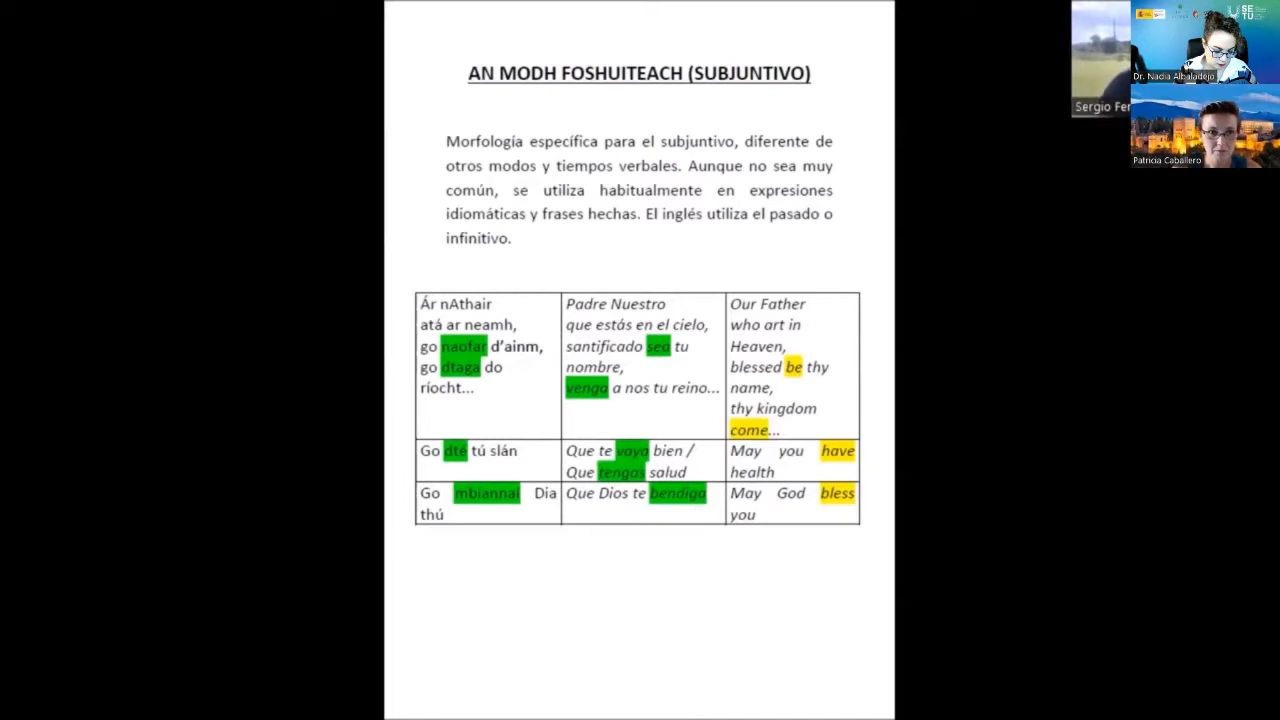 AN MODH FOSHUITEACH (SUBJUNTIVO)
Morfología específica para el subjuntivo, diferente de
otros modos y tiempos verbales. Aunque no sea muy
común, se utiliza habitualmente en expresiones
idiomáticas y frases hechas. El inglés utiliza el pasado o
infinitivo.
Ár nAthair
atá ar neamh,
go naofar d'ainm,
go dtaga do
ríocht...
Padre Nuestro
que estás en el cielo,
santificado sea tu
nombre,
venga a nos tu reino...
Our Father
who art in
Heaven,
blessed be thy
name,
thy kingdom
come...
Go dté tú slán
Que te vaya bien /
Que tengas salud
May you have
health
Go mbiannaí Dia
thú
Que Dios te bendiga
May God bless
you
Sergio Fer
SE
TU
Dr. Nadia Albaladejo
Patricia Caballero